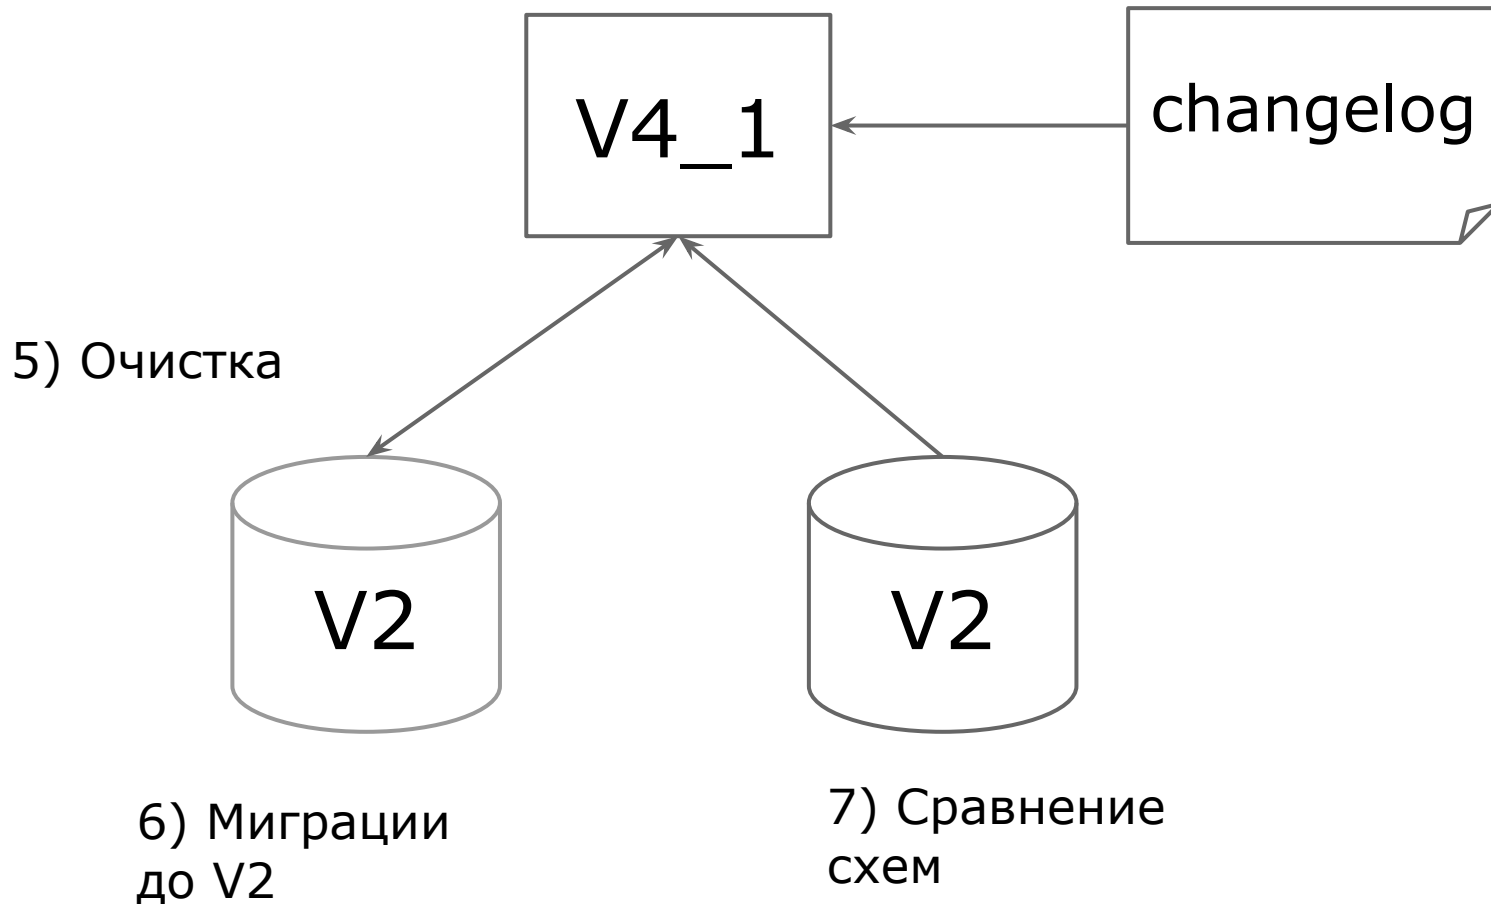 V4_1
changelog
5) Очистка
V2
V2
6) Миграции
до V2
7) Сравнение
схем